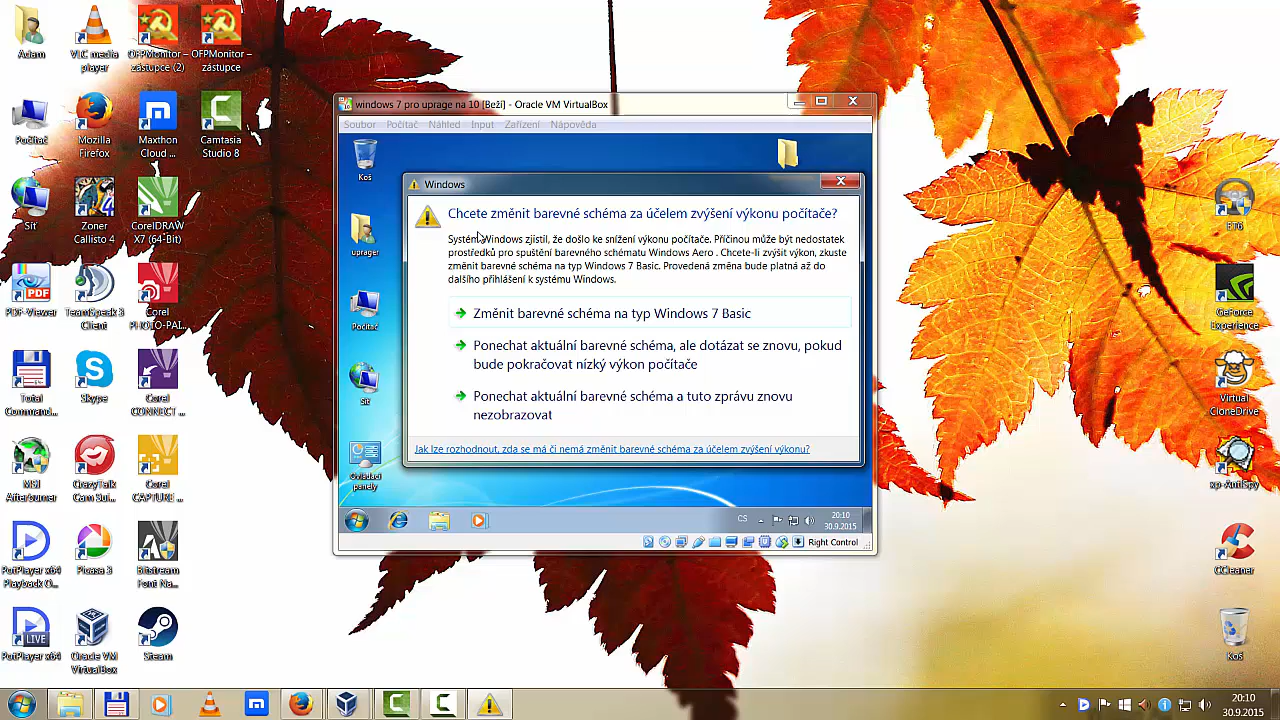 Adam
VLC media
player
OFPMonitor –
zástupce (2)
OFPMonitor –
zástupce
Počítač
Mozilla
Firefox
Maxthon
Cloud ...
Camtasia
Studio 8
Síť
Zoner
Callisto 4
CorelDRAW
X7 (64-Bit)
PDF-Viewer
TeamSpeak 3
Client
Corel
PHOTO-PAI...
Total
Command...
Skype
Corel
CONNECT ...
MSI
Afterburner
CrazyTalk
Cam Sui...
Corel
CAPTURE ...
PotPlayer x64
Playback O...
Picasa 3
Bitstream
Font Na...
LIVE
PotPlayer x64
Oracle VM
VirtualBox
Steam
windows 7 pro uprage na 10 [Beží] - Oracle VM VirtualBox
Soubor Počítač Náhled Input Zařízení Nápověda
Koš
uprager
Počítač
Síť
Ovládací
panely
Windows
Chcete změnit barevné schéma za účelem zvýšení výkonu počítače?
Systém Windows zjistil, že došlo ke snížení výkonu počítače. Příčinou může být nedostatek
prostředků pro spuštění barevného schématu Windows Aero . Chcete-li zvýšit výkon, zkuste
změnit barevné schéma na typ Windows 7 Basic. Provedená změna bude platná až do
dalšího přihlášení k systému Windows.
Změnit barevné schéma na typ Windows 7 Basic
Ponechat aktuální barevné schéma, ale dotázat se znovu, pokud
bude pokračovat nízký výkon počítače
Ponechat aktuální barevné schéma a tuto zprávu znovu
nezobrazovat
Jak lze rozhodnout, zda se má či nemá změnit barevné schéma za účelem zvýšení výkonu?
CS
20:10
30.9.2015
Right Control
GeForce
Experience
Virtual
CloneDrive
xp-AntiSpy
CCleaner
Koš
20:10
30.9.2015